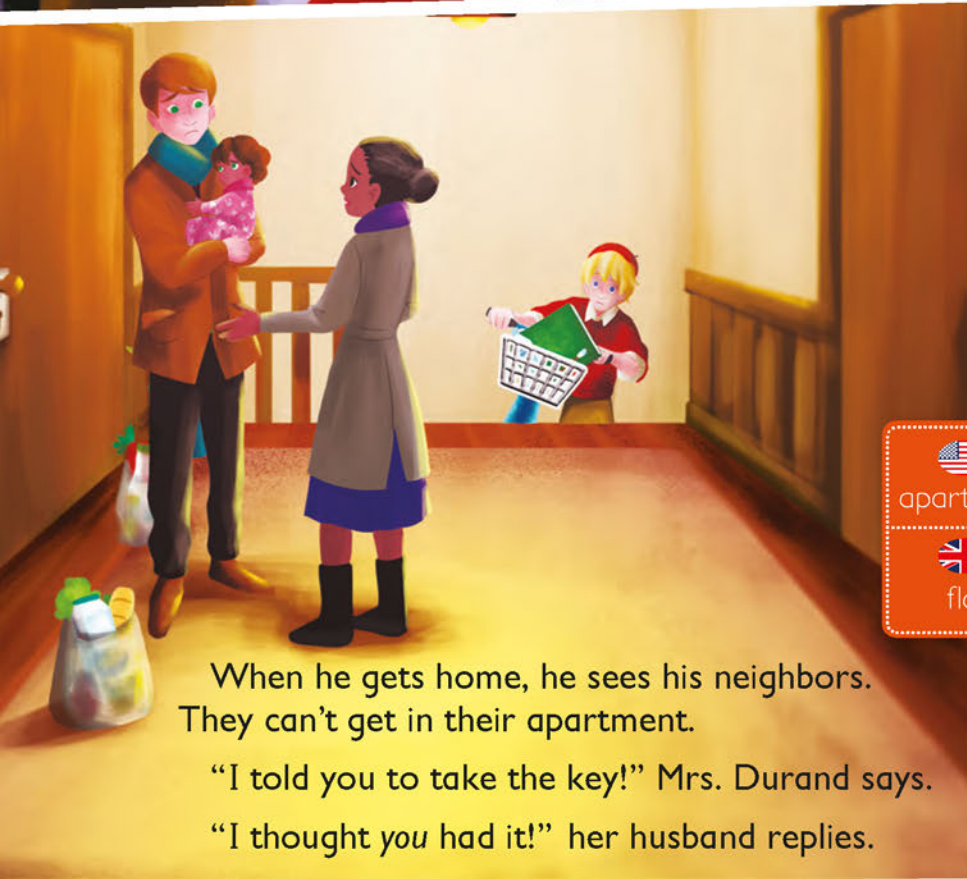 When he gets home, he sees his neighbors.
They can't get in their apartment.
“I told you to take the key!” Mrs. Durand says.
“I thought you had it!” her husband replies.